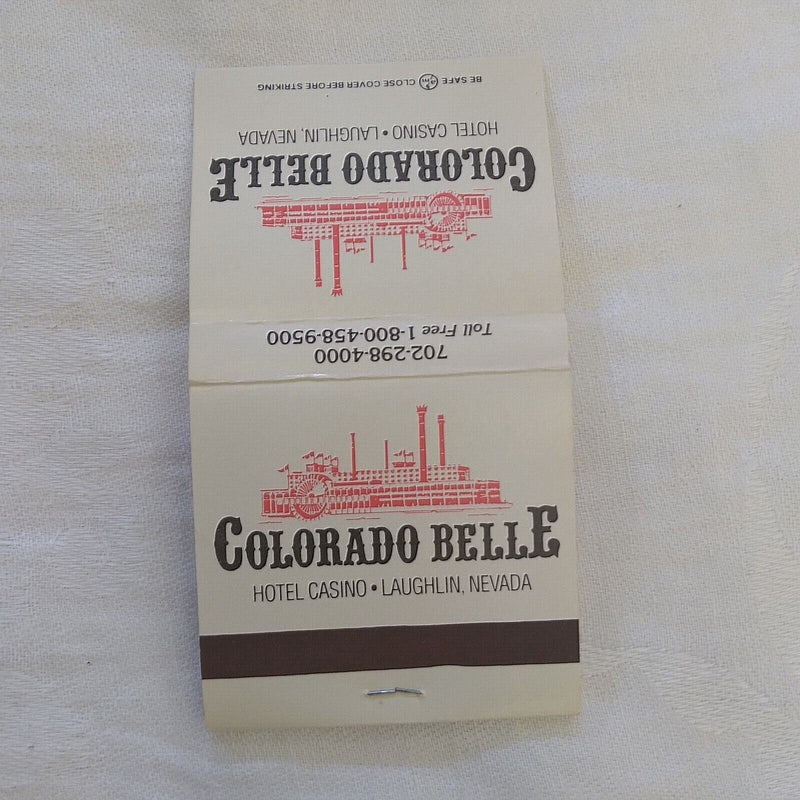 BE SAFE CLOSE COVER BEFORE STRIKING
HOTEL CASINO • LAUGHLIN, NEVADA
COLORADO BELLE
Toll Free 1-800-458-9500
702-298-4000
COLORADO BELLE
HOTEL CASINO • LAUGHLIN, NEVADA